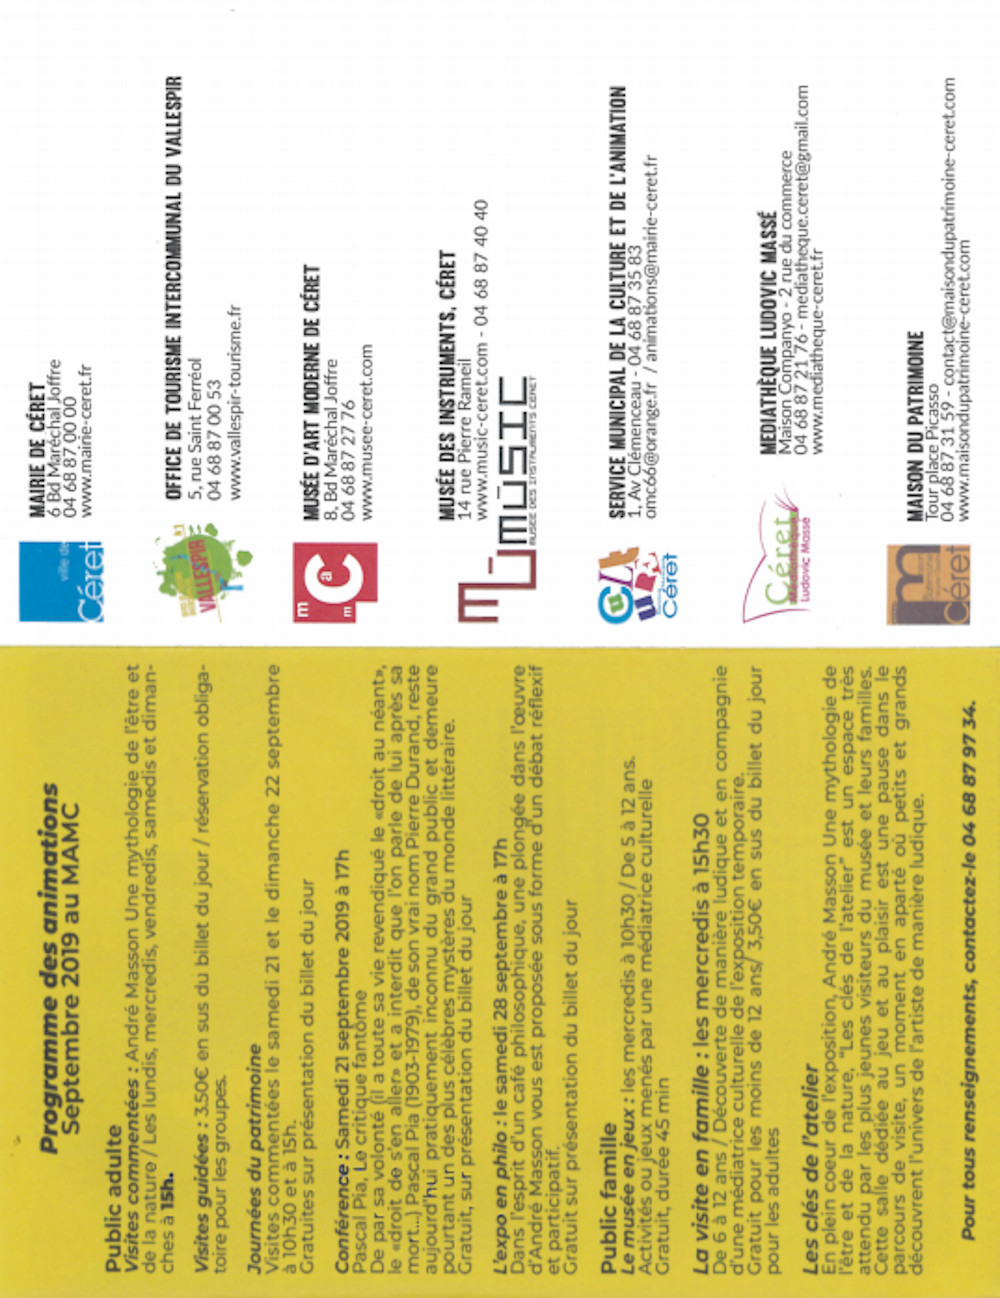 Programme des animations
Septembre 2019 au MAMC
Public adulte
Visites commentées : André Masson Une mythologie de l'être et
de la nature / Les lundis, mercredis, vendredis, samedis et diman-
ches à 15h.
Visites guidées : 3.50€ en sus du billet du jour / réservation obliga-
toire pour les groupes.
Journées du patrimoine
Visites commentées le samedi 21 et le dimanche 22 septembre
à 10h30 et à 15h.
Gratuites sur présentation du billet du jour
Conférence : Samedi 21 septembre 2019 à 17h
Pascal Pia, Le critique fantôme
De par sa volonté (il a toute sa vie revendiqué le «droit au néant»,
le «droit de s'en aller» et a interdit que l'on parle de lui après sa
mort....) Pascal Pia (1903-1979), de son vrai nom Pierre Durand, reste
aujourd'hui pratiquement inconnu du grand public et demeure
pourtant un des plus célèbres mystères du monde littéraire.
Gratuit, sur présentation du billet du jour
L'expo en philo : le samedi 28 septembre à 17h
Dans l'esprit d'un café philosophique, une plongée dans l'œuvre
d'André Masson vous est proposée sous forme d'un débat réflexif
et participatif.
Gratuit sur présentation du billet du jour
Public famille
Le musée en jeux : les mercredis à 10h30 / De 5 à 12 ans.
Activités ou jeux menés par une médiatrice culturelle
Gratuit, durée 45 min
La visite en famille : les mercredis à 15h30
De 6 à 12 ans / Découverte de manière ludique et en compagnie
d'une médiatrice culturelle de l'exposition temporaire.
Gratuit pour les moins de 12 ans/ 3,50€ en sus du billet du jour
pour les adultes
Les clés de l'atelier
En plein coeur de l'exposition, André Masson Une mythologie de
l'être et de la nature, "Les clés de l'atelier" est un espace très
attendu par les plus jeunes visiteurs du musée et leurs familles.
Cette salle dédiée au jeu et au plaisir est une pause dans le
parcours de visite, un moment en aparté où petits et grands
découvrent l'univers de l'artiste de manière ludique.
Pour tous renseignements, contactez-le 04 68 87 97 34.
ville de
Céret
MAIRIE DE CÉRET
6 Bd Maréchal Joffre
04 68 87 00 00
www.mairie-ceret.fr
VALLESPIR
OFFICE DE TOURISME INTERCOMMUNAL DU VALLESPIR
5, rue Saint Ferréol
04 68 87 00 53
www.vallespir-tourisme.fr
m a c m
MUSÉE D'ART MODERNE DE CÉRET
8, Bd Maréchal Joffre
04 68 87 27 76
www.musee-ceret.com
MÚ
MÚSIC
MUSÉE DES INSTRUMENTS CÉRET
MUSÉE DES INSTRUMENTS, CÉRET
14 rue Pierre Rameil
www.music-ceret.com - 04 68 87 40 40
CULtURE
Céret
SERVICE MUNICIPAL DE LA CULTURE ET DE L'ANIMATION
1, Av Clémenceau - 04 68 87 35 83
omc66@orange.fr / animations@mairie-ceret.fr
Céret
Médiathèque
Ludovic Massé
MEDIATHÈQUE LUDOVIC MASSÉ
Maison Companyo - 2 rue du commerce
04 68 87 21 76 - mediatheque.ceret@gmail.com
www.mediatheque-ceret.fr
m
Céret
MAISON DU PATRIMOINE
Tour place Picasso
04 68 87 31 59 - contact@maisondupatrimoine-ceret.com
www.maisondupatrimoine-ceret.com